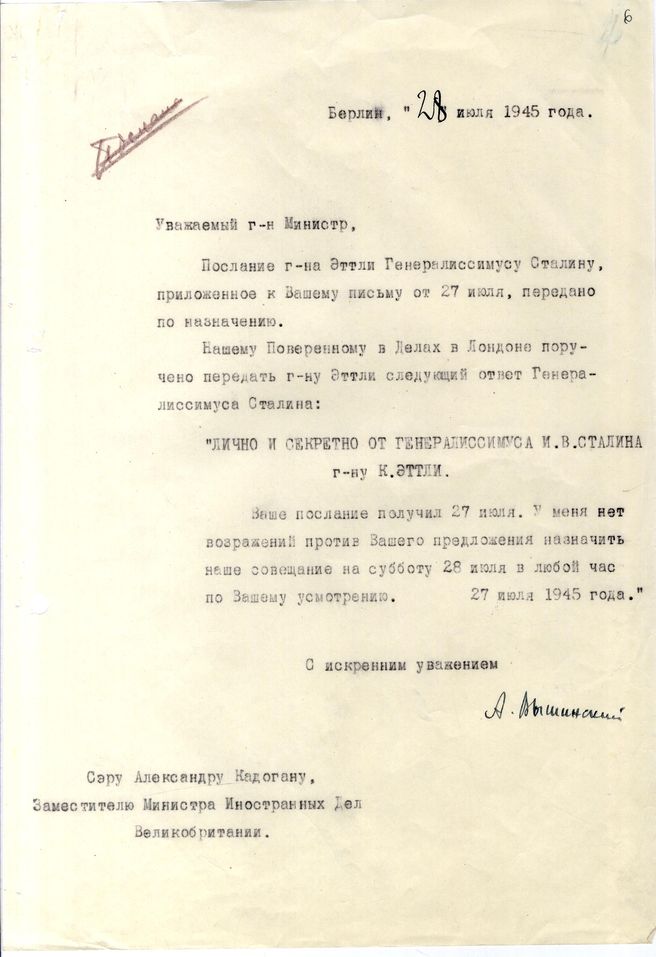 6
Берлин, "28" июля 1945 года.
Уважаемый г-н Министр,
Послание г-на Эттли Генералиссимусу Сталину,
приложенное к Вашему письму от 27 июля, передано
по назначению.
Нашему Поверенному в Делах в Лондоне пору-
чено передать г-ну Эттли следующий ответ Генера-
лиссимуса Сталина:
"ЛИЧНО И СЕКРЕТНО ОТ ГЕНЕРАЛИССИМУСА И.В.СТАЛИНА
г-ну К.ЭТТЛИ.
Ваше послание получил 27 июля. У меня нет
возражений против Вашего предложения назначить
наше совещание на субботу 28 июля в любой час
по Вашему усмотрению. 27 июля 1945 года."
С искренним уважением
А. Вышинский
Сэру Александру Кадогану,
Заместителю Министра Иностранных Дел
Великобритании.